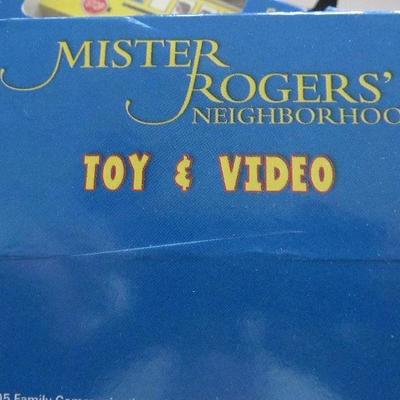 MISTER
ROGERS'
NEIGHBORHOO
TOY & VIDEO